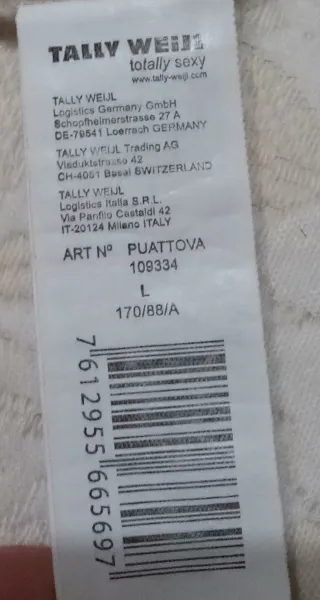 TALLY WEiJL
totally sexy
www.tally-weijl.com
TALLY WEIJL
Logistics Germany GmbH
Schopfheimerstrasse 27 A
DE-79541 Loerrach GERMANY
TALLY WEIJL Trading AG
Viaduktstrasse 42
CH-4051 Basel SWITZERLAND
TALLY WEIJL
Logistics Italia S.R.L.
Via Panfilo Castaldi 42
IT-20124 Milano ITALY
ART Nº PUATTOVA
109334
L
170/88/A
7 612955 665697